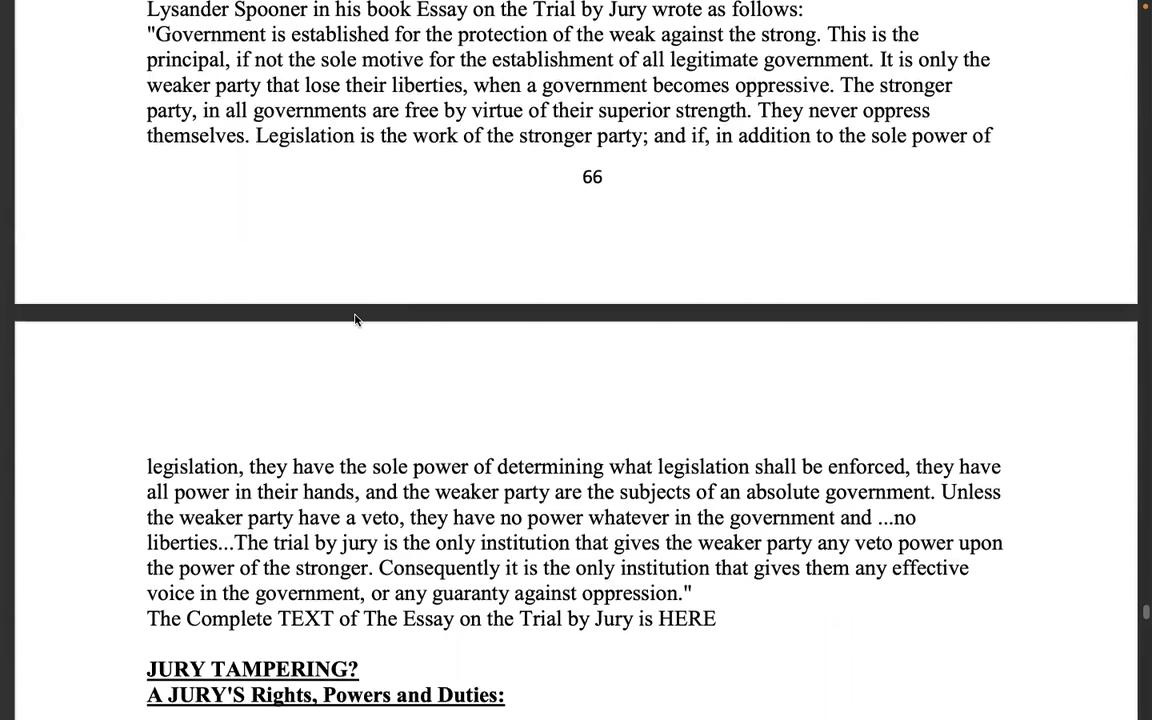 Lysander Spooner in his book Essay on the Trial by Jury wrote as follows:
"Government is established for the protection of the weak against the strong. This is the
principal, if not the sole motive for the establishment of all legitimate government. It is only the
weaker party that lose their liberties, when a government becomes oppressive. The stronger
party, in all governments are free by virtue of their superior strength. They never oppress
themselves. Legislation is the work of the stronger party; and if, in addition to the sole power of
66
legislation, they have the sole power of determining what legislation shall be enforced, they have
all power in their hands, and the weaker party are the subjects of an absolute government. Unless
the weaker party have a veto, they have no power whatever in the government and ...no
liberties...The trial by jury is the only institution that gives the weaker party any veto power upon
the power of the stronger. Consequently it is the only institution that gives them any effective
voice in the government, or any guaranty against oppression."
The Complete TEXT of The Essay on the Trial by Jury is HERE
JURY TAMPERING?
A JURY'S Rights, Powers and Duties: